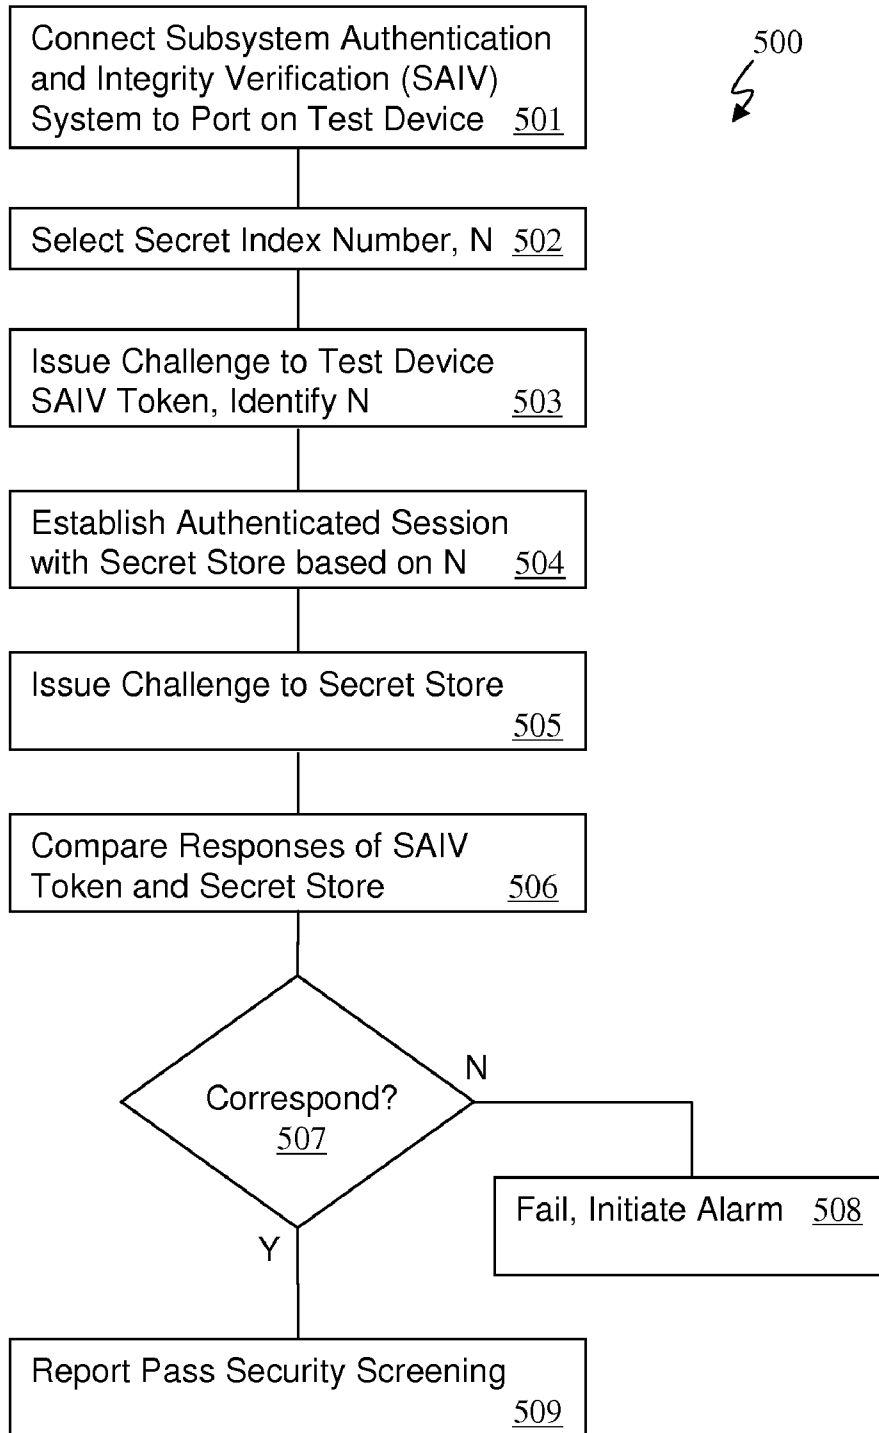 Connect Subsystem Authentication
and Integrity Verification (SAIV)
System to Port on Test Device 501
500
Select Secret Index Number, N 502
Issue Challenge to Test Device
SAIV Token, Identify N 503
Establish Authenticated Session
with Secret Store based on N 504
Issue Challenge to Secret Store
505
Compare Responses of SAIV
Token and Secret Store 506
N
Correspond?
507
Fail, Initiate Alarm 508
Y
Report Pass Security Screening
509